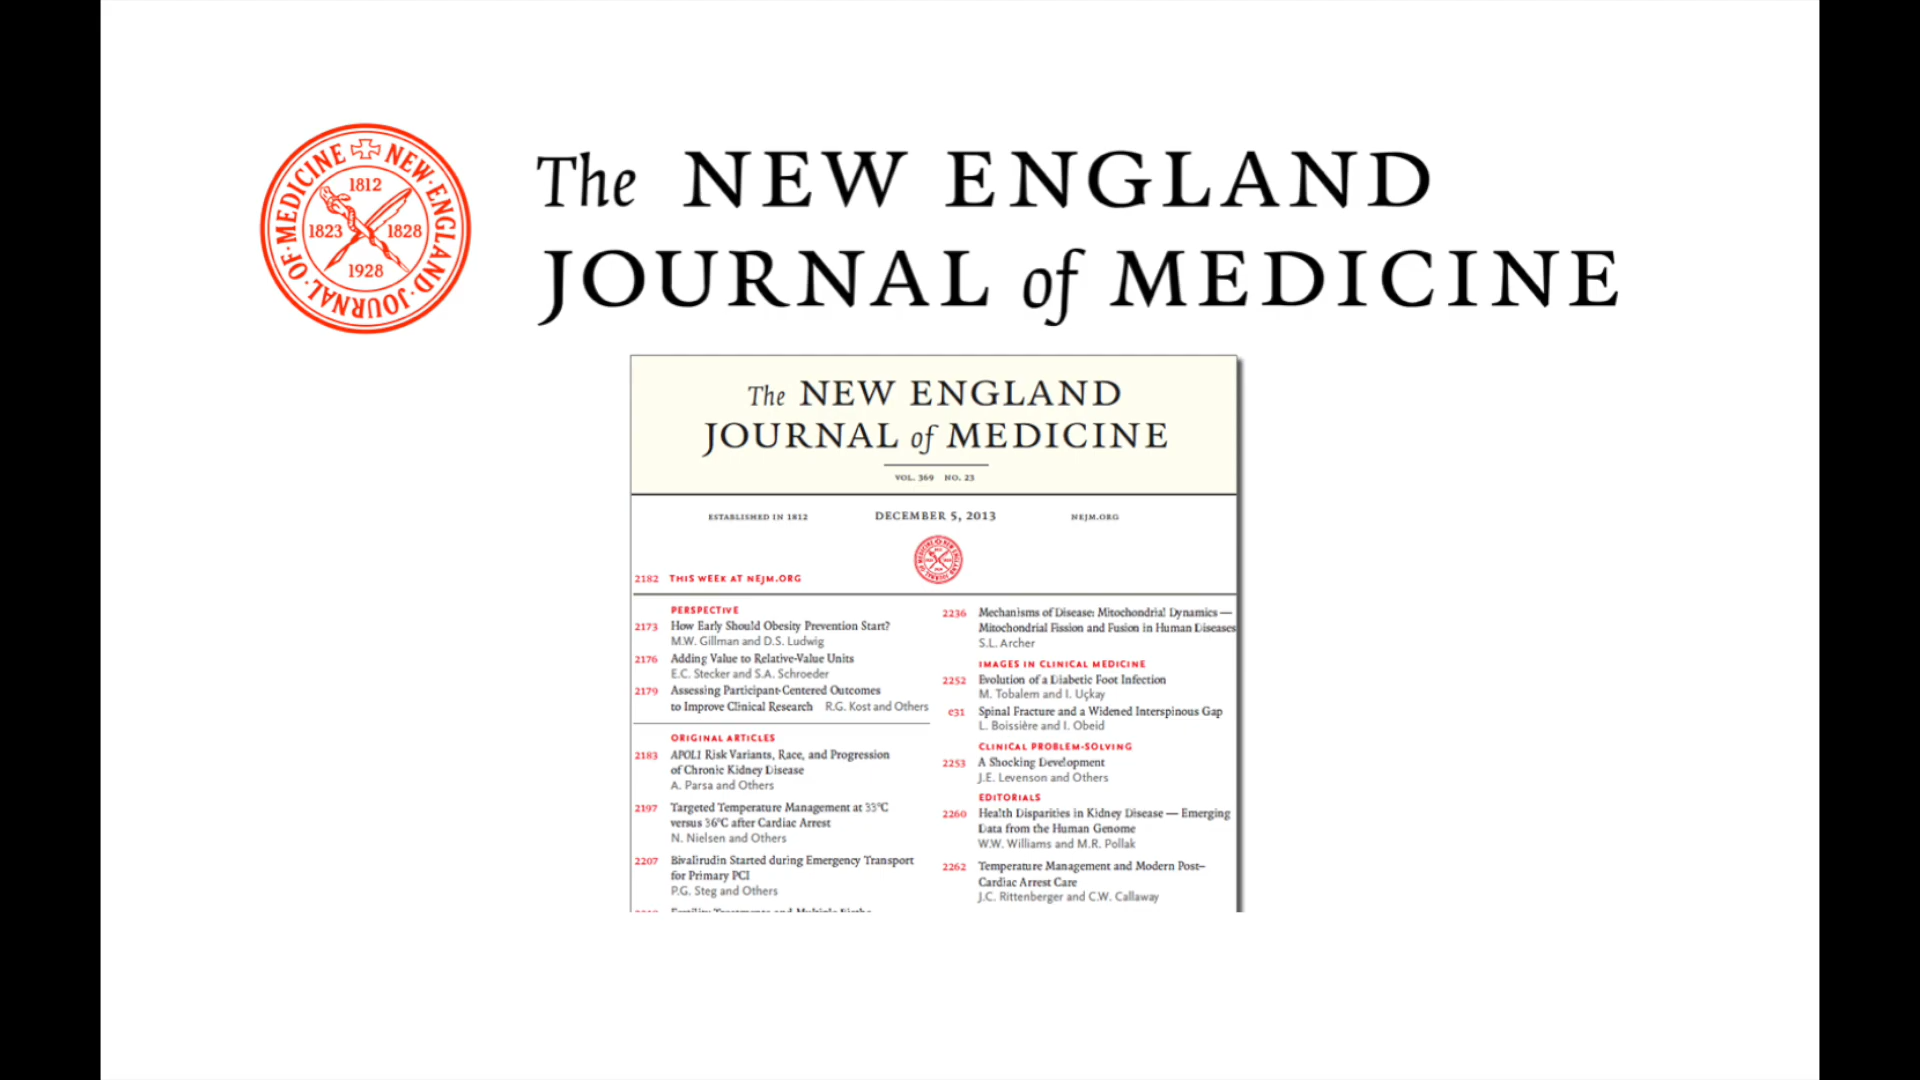 NEW·ENGLAND·JOURNAL·OF·MEDICINE
1812
1823 1828
1928
The NEW ENGLAND
JOURNAL of MEDICINE
The NEW ENGLAND
JOURNAL of MEDICINE
VOL. 369 NO. 23
ESTABLISHED IN 1812 DECEMBER 5, 2013 NEJM.ORG
2182 THIS WEEK AT NEJM.ORG
PERSPECTIVE
2173 How Early Should Obesity Prevention Start?
M.W. Gillman and D.S. Ludwig
2176 Adding Value to Relative-Value Units
E.C. Stecker and S.A. Schroeder
2179 Assessing Participant-Centered Outcomes
to Improve Clinical Research R.G. Kost and Others
ORIGINAL ARTICLES
2183 APOL1 Risk Variants, Race, and Progression
of Chronic Kidney Disease
A. Parsa and Others
2197 Targeted Temperature Management at 33°C
versus 36°C after Cardiac Arrest
N. Nielsen and Others
2207 Bivalirudin Started during Emergency Transport
for Primary PCI
P.G. Steg and Others
2236 Mechanisms of Disease: Mitochondrial Dynamics —
Mitochondrial Fission and Fusion in Human Diseases
S.L. Archer
IMAGES IN CLINICAL MEDICINE
2252 Evolution of a Diabetic Foot Infection
M. Tobalem and I. Uçkay
e31 Spinal Fracture and a Widened Interspinous Gap
L. Boissière and I. Obeid
CLINICAL PROBLEM-SOLVING
2253 A Shocking Development
J.E. Levenson and Others
EDITORIALS
2260 Health Disparities in Kidney Disease — Emerging
Data from the Human Genome
W.W. Williams and M.R. Pollak
2262 Temperature Management and Modern Post–
Cardiac Arrest Care
J.C. Rittenberger and C.W. Callaway